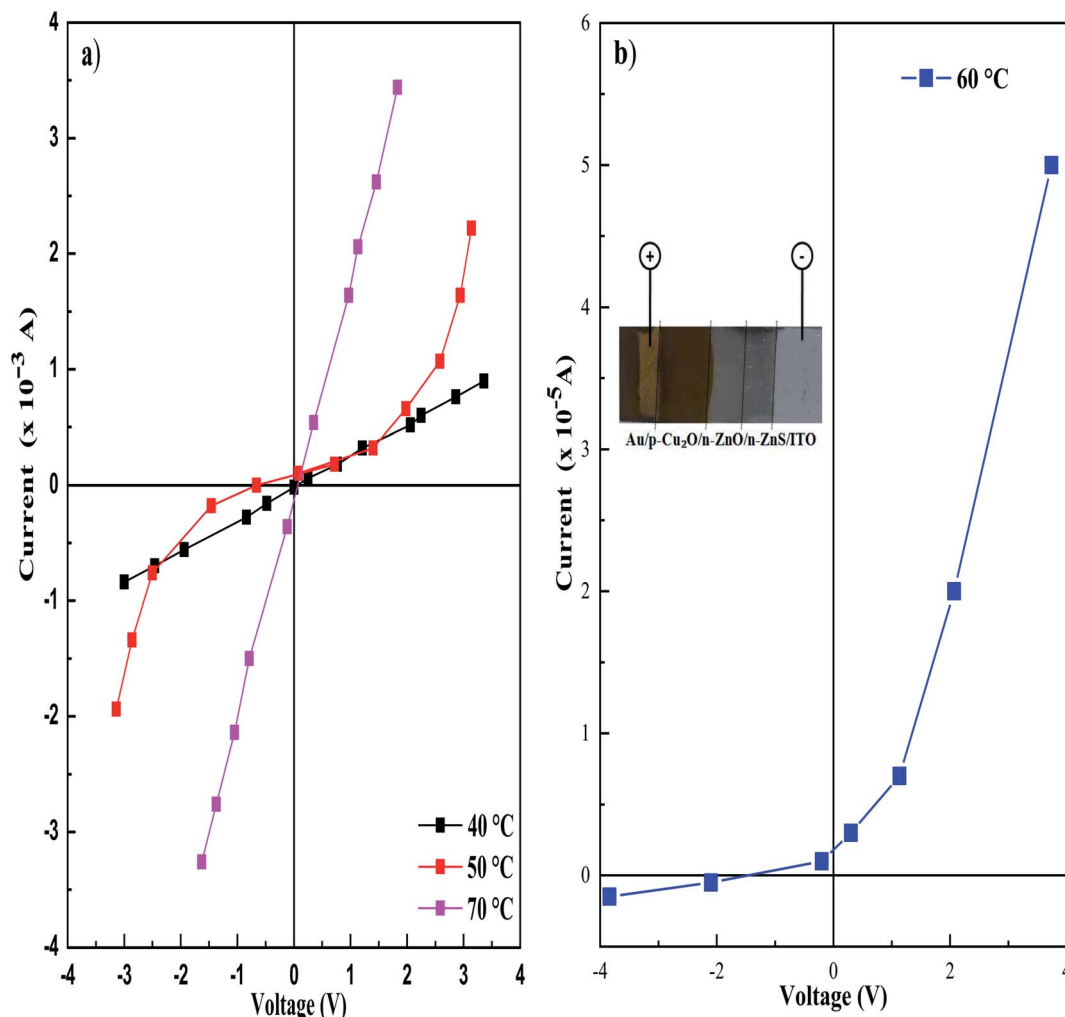 a)
4
3
2
1
0
-1
-2
-3
-4
Current (x 10⁻³ A)
-4 -3 -2 -1 0 1 2 3 4
Voltage (V)
40 °C
50 °C
70 °C
b)
6
5
4
3
2
1
0
Current (x 10⁻⁵A)
-4 -2 0 2 4
Voltage (V)
60 °C
+ -
Au/p-Cu₂O/n-ZnO/n-ZnS/ITO